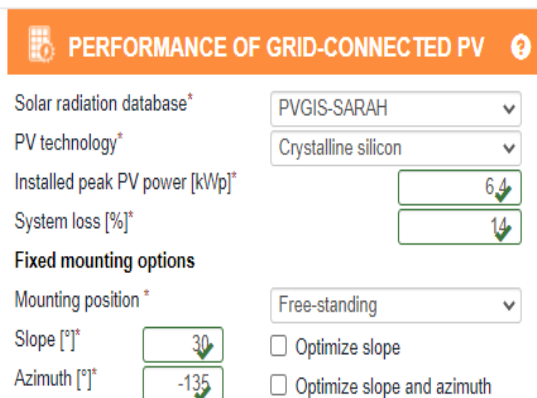 PERFORMANCE OF GRID-CONNECTED PV ?
Solar radiation database* PVGIS-SARAH
PV technology* Crystalline silicon
Installed peak PV power [kWp]* 6.4
System loss [%]* 14
Fixed mounting options
Mounting position * Free-standing
Slope [°]* 30 Optimize slope
Azimuth [°]* -135 Optimize slope and azimuth